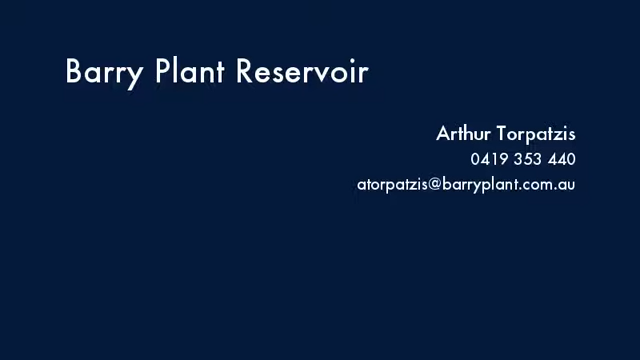 Barry Plant Reservoir
Arthur Torpatzis
0419 353 440
atorpatzis@barryplant.com.au